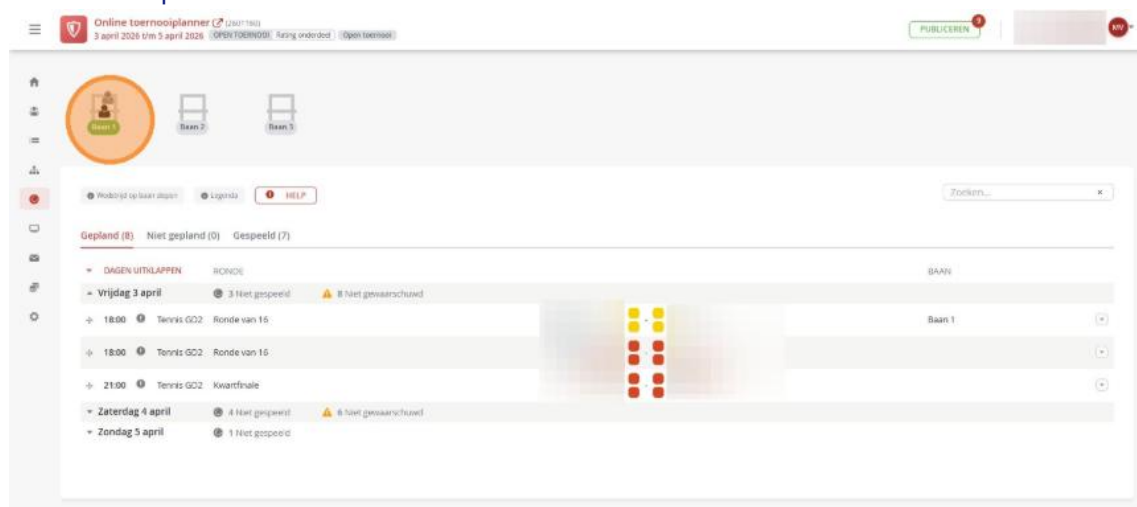 Online toernooiplanner
3 april 2026 t/m 5 april 2026 OPEN TOERNOOI Rating onderdeel Open toernooi
PUBLICEREN 9
MV
Baan 1 Baan 2 Baan 3
Wedstrijd op baan slepen Legenda HELP
Zoeken...
Gepland (8) Niet gepland (0) Gespeeld (7)
DAGEN UITKLAPPEN RONDE BAAN
Vrijdag 3 april 3 Niet gespeeld 8 Niet gewaarschuwd
18:00 Tennis GD2 Ronde van 16 - Baan 1
18:00 Tennis GD2 Ronde van 16 -
21:00 Tennis GD2 Kwartfinale -
Zaterdag 4 april 4 Niet gespeeld 6 Niet gewaarschuwd
Zondag 5 april 1 Niet gespeeld